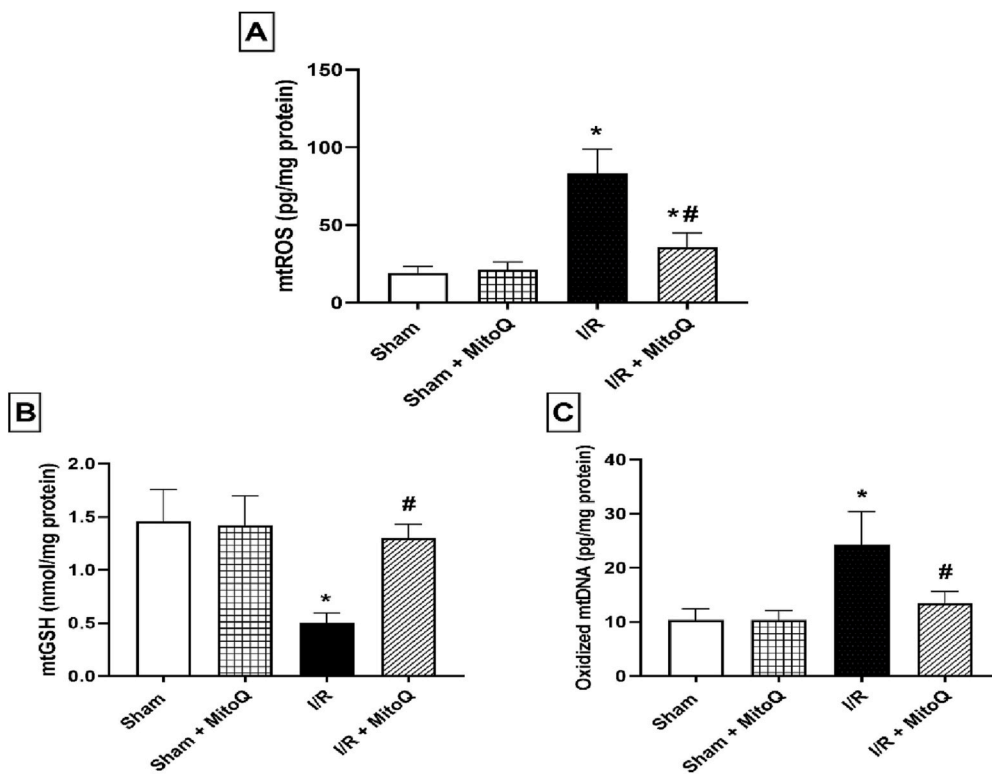 A
mtROS (pg/mg protein)
150
100
50
0
*
*#
Sham
Sham + MitoQ
I/R
I/R + MitoQ
B
mtGSH (nmol/mg protein)
2.0
1.5
1.0
0.5
0.0
*
#
Sham
Sham + MitoQ
I/R
I/R + MitoQ
C
Oxidized mtDNA (pg/mg protein)
40
30
20
10
0
*
#
Sham
Sham + MitoQ
I/R
I/R + MitoQ